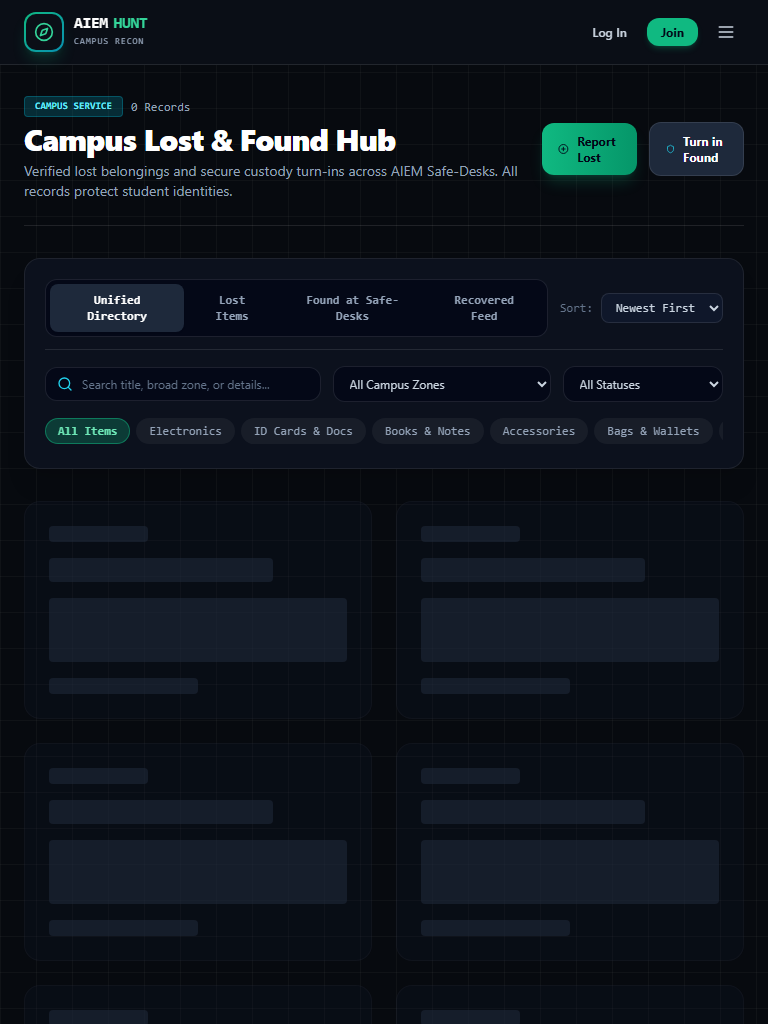 AIEM HUNT
CAMPUS RECON
Log In
Join
CAMPUS SERVICE
0 Records
Campus Lost & Found Hub
Verified lost belongings and secure custody turn-ins across AIEM Safe-Desks. All
records protect student identities.
Report
Lost
Turn in
Found
Unified
Directory
Lost
Items
Found at Safe-
Desks
Recovered
Feed
Sort:
Newest First
Search title, broad zone, or details...
All Campus Zones
All Statuses
All Items
Electronics
ID Cards & Docs
Books & Notes
Accessories
Bags & Wallets